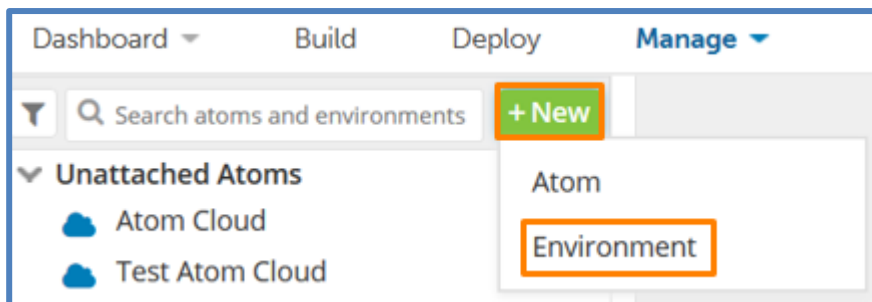 Dashboard Build Deploy Manage
Search atoms and environments + New
Unattached Atoms
Atom
Atom Cloud
Environment
Test Atom Cloud